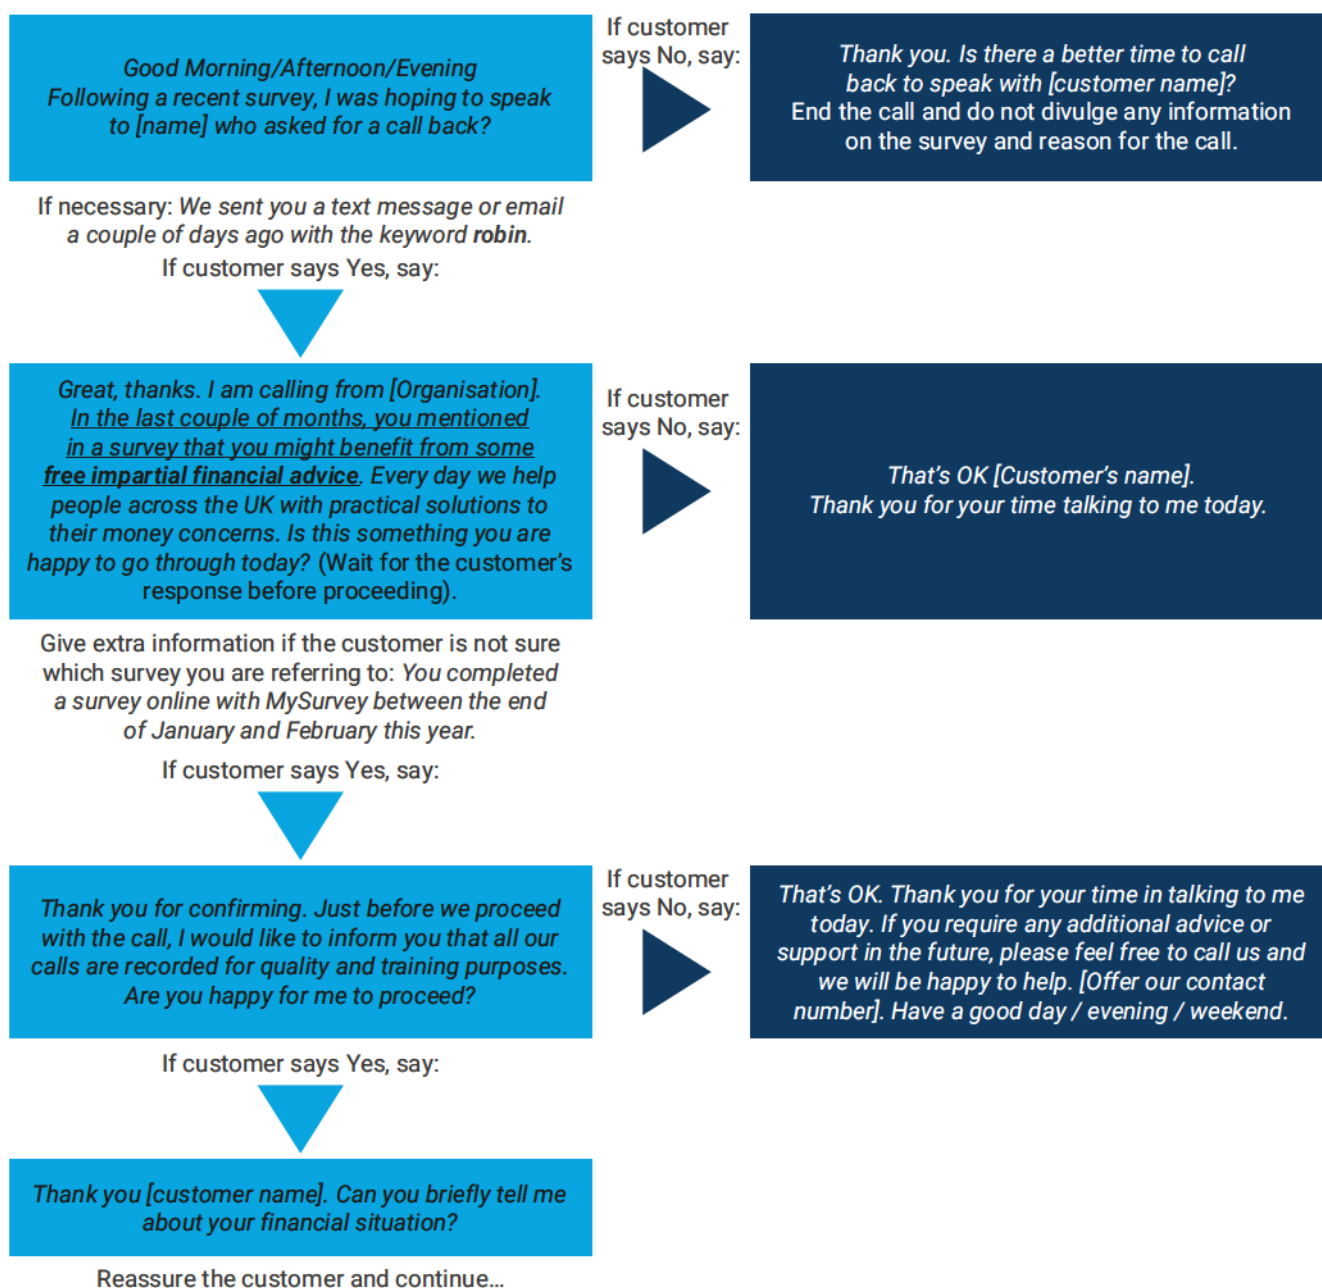 Good Morning/Afternoon/Evening
Following a recent survey, I was hoping to speak
to [name] who asked for a call back?
If customer
says No, say:
Thank you. Is there a better time to call
back to speak with [customer name]?
End the call and do not divulge any information
on the survey and reason for the call.
If necessary: We sent you a text message or email
a couple of days ago with the keyword robin.
If customer says Yes, say:
Great, thanks. I am calling from [Organisation].
In the last couple of months, you mentioned
in a survey that you might benefit from some
free impartial financial advice. Every day we help
people across the UK with practical solutions to
their money concerns. Is this something you are
happy to go through today? (Wait for the customer's
response before proceeding).
If customer
says No, say:
That's OK [Customer's name].
Thank you for your time talking to me today.
Give extra information if the customer is not sure
which survey you are referring to: You completed
a survey online with MySurvey between the end
of January and February this year.
If customer says Yes, say:
Thank you for confirming. Just before we proceed
with the call, I would like to inform you that all our
calls are recorded for quality and training purposes.
Are you happy for me to proceed?
If customer
says No, say:
That's OK. Thank you for your time in talking to me
today. If you require any additional advice or
support in the future, please feel free to call us and
we will be happy to help. [Offer our contact
number]. Have a good day / evening / weekend.
If customer says Yes, say:
Thank you [customer name]. Can you briefly tell me
about your financial situation?
Reassure the customer and continue...